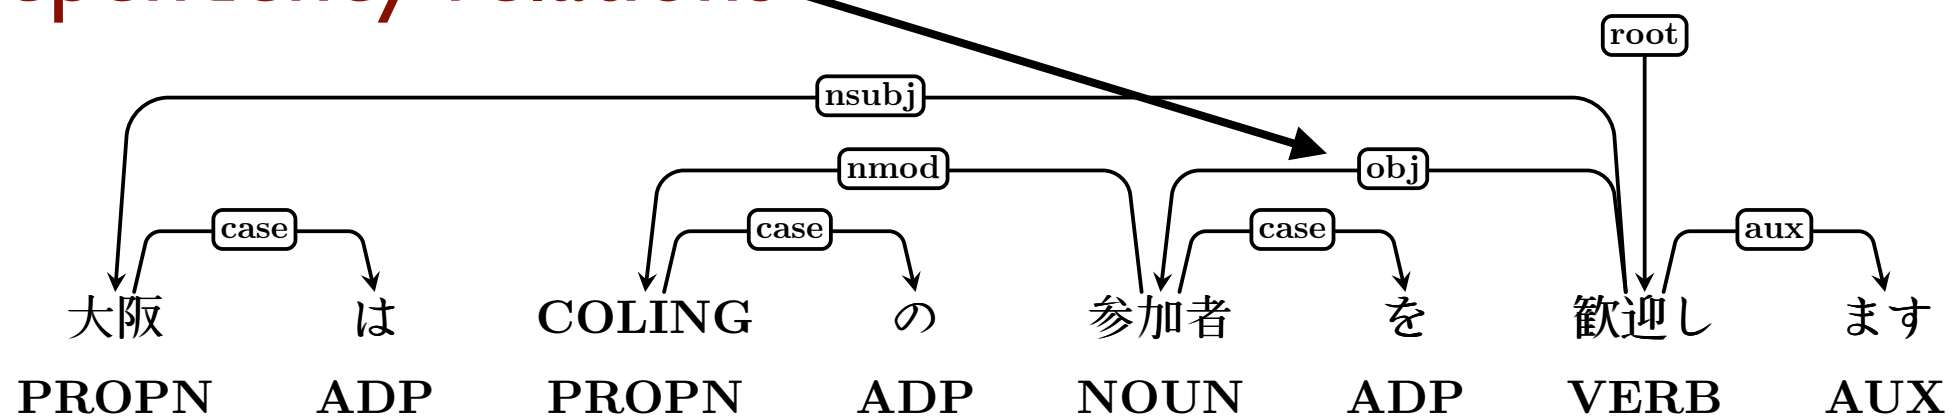 root
nsubj
nmod obj
case case case aux
大阪 は COLING の 参加者 を 歓迎し ます
PROPN ADP PROPN ADP NOUN ADP VERB AUX